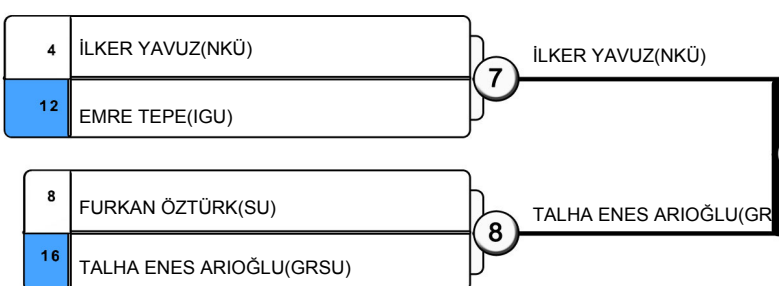 4 İLKER YAVUZ(NKÜ)
12 EMRE TEPE(IGU)
7 İLKER YAVUZ(NKÜ)
8 FURKAN ÖZTÜRK(SU)
16 TALHA ENES ARIOĞLU(GRSU)
8 TALHA ENES ARIOĞLU(GR